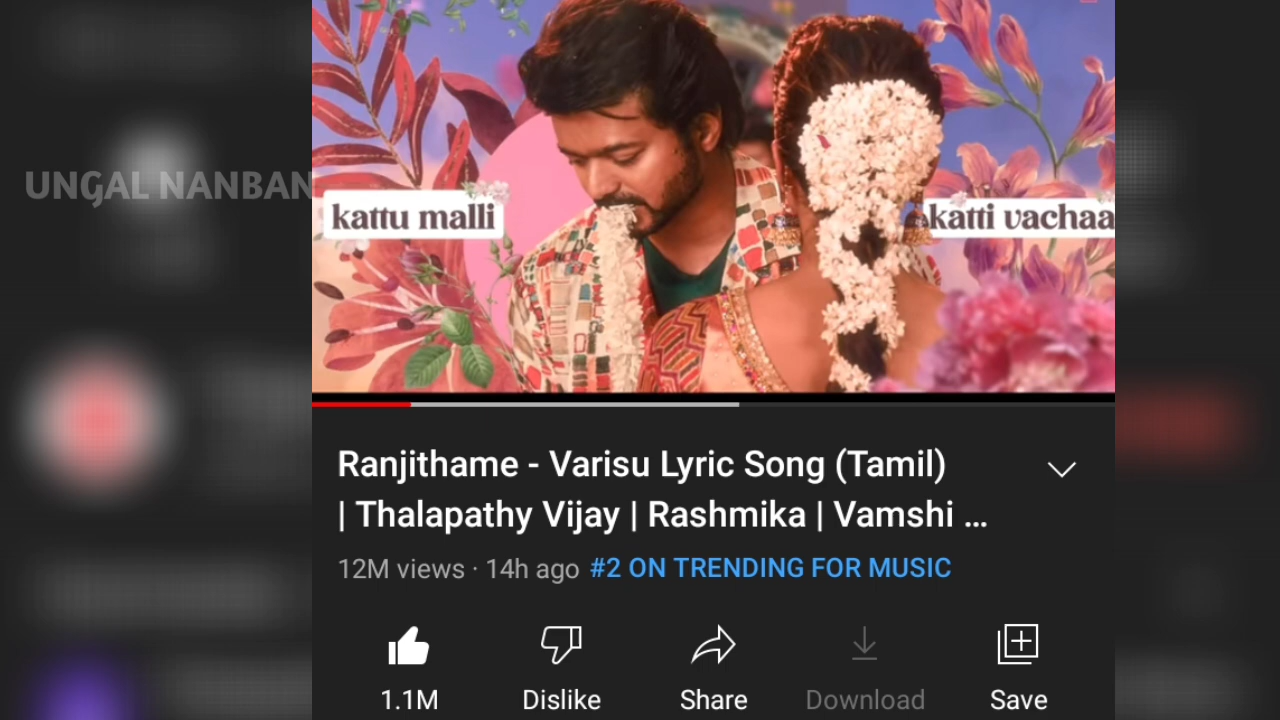 UNGAL NANBAN
kattu malli
katti vachaa
Ranjithame - Varisu Lyric Song (Tamil)
| Thalapathy Vijay | Rashmika | Vamshi ...
12M views · 14h ago #2 ON TRENDING FOR MUSIC
1.1M Dislike Share Download Save